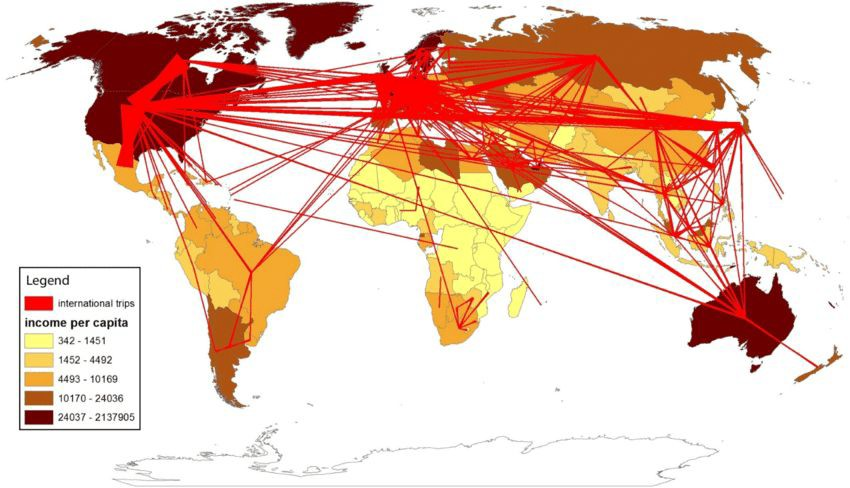 Legend
international trips
income per capita
342 - 1451
1452 - 4492
4493 - 10169
10170 - 24036
24037 - 2137905